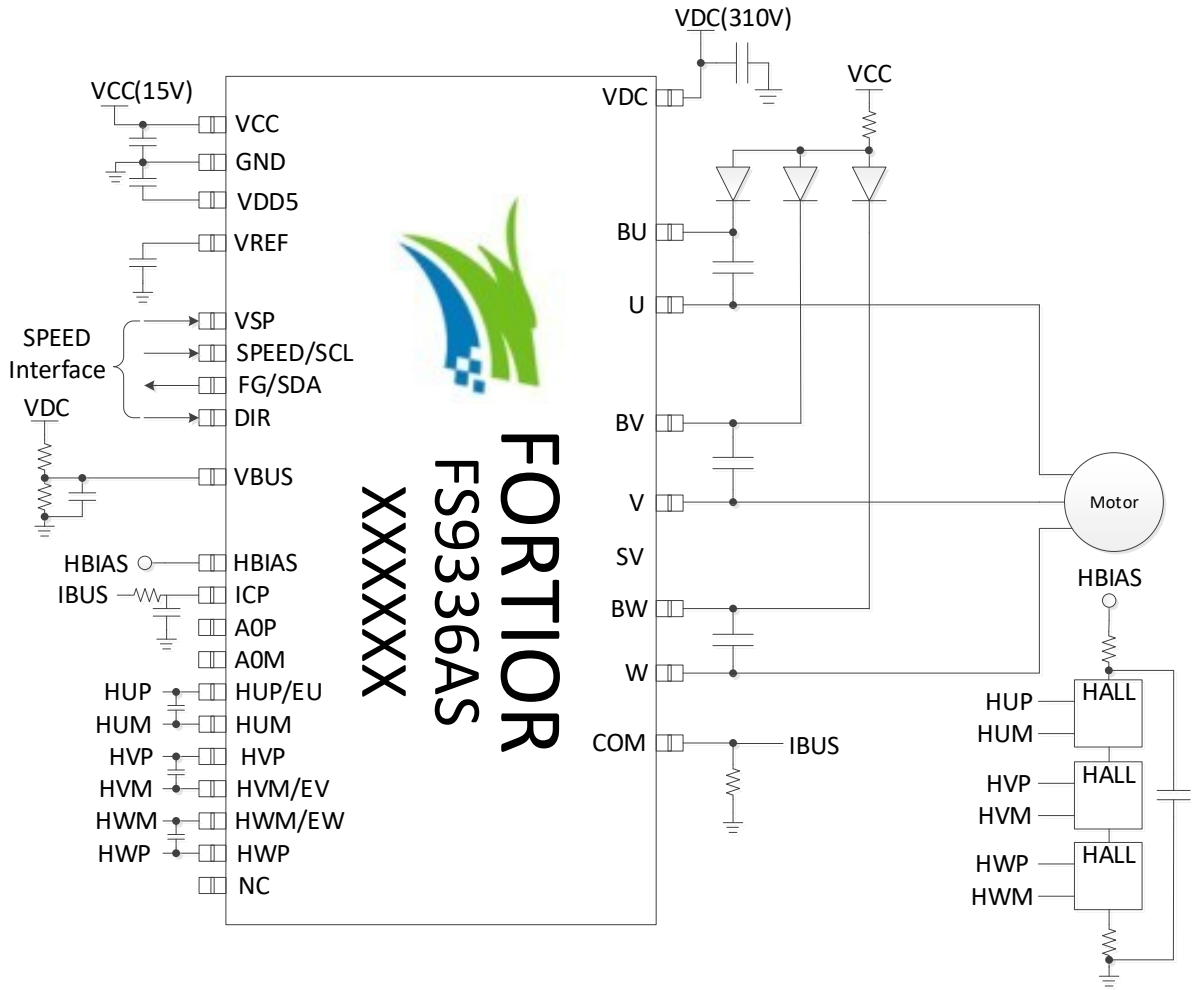 VDC(310V)
VCC(15V)
VCC
VCC
GND
VDD5
VREF
SPEED
Interface
VSP
SPEED/SCL
FG/SDA
DIR
VDC
VBUS
HBIAS
HBIAS
IBUS
ICP
A0P
A0M
HUP
HUP/EU
HUM
HUM
HVP
HVP
HVM
HVM/EV
HWM
HWM/EW
HWP
HWP
NC
FORTIOR
FS9336AS
XXXXXXX
VDC
BU
U
BV
V
SV
BW
W
COM
IBUS
Motor
HBIAS
HALL
HUP
HUM
HALL
HVP
HVM
HALL
HWP
HWM